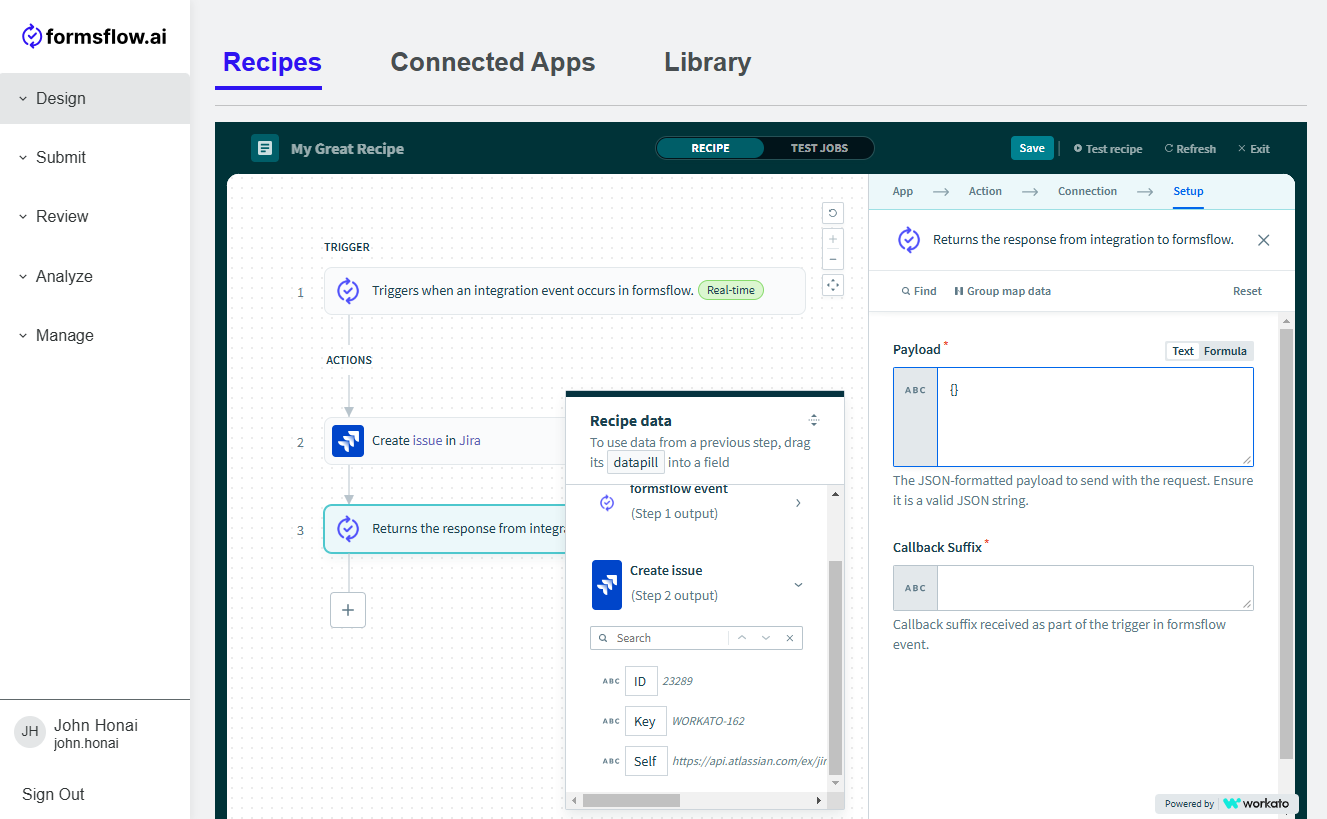 formsflow.ai
Design
Submit
Review
Analyze
Manage
JH
John Honai
john.honai
Sign Out
Recipes
Connected Apps
Library
My Great Recipe
RECIPE
TEST JOBS
Save
Test recipe
Refresh
Exit
TRIGGER
1
Triggers when an integration event occurs in formsflow.
Real-time
ACTIONS
2
Create issue in Jira
3
Returns the response from integra
Recipe data
To use data from a previous step, drag
its datapill into a field
formsflow event
(Step 1 output)
Create issue
(Step 2 output)
Search
ABC ID 23289
ABC Key WORKATO-162
ABC Self https://api.atlassian.com/ex/jir
App
Action
Connection
Setup
Returns the response from integration to formsflow.
Find
Group map data
Reset
Payload *
Text Formula
ABC
{}
The JSON-formatted payload to send with the request. Ensure
it is a valid JSON string.
Callback Suffix *
ABC
Callback suffix received as part of the trigger in formsflow
event.
Powered by workato